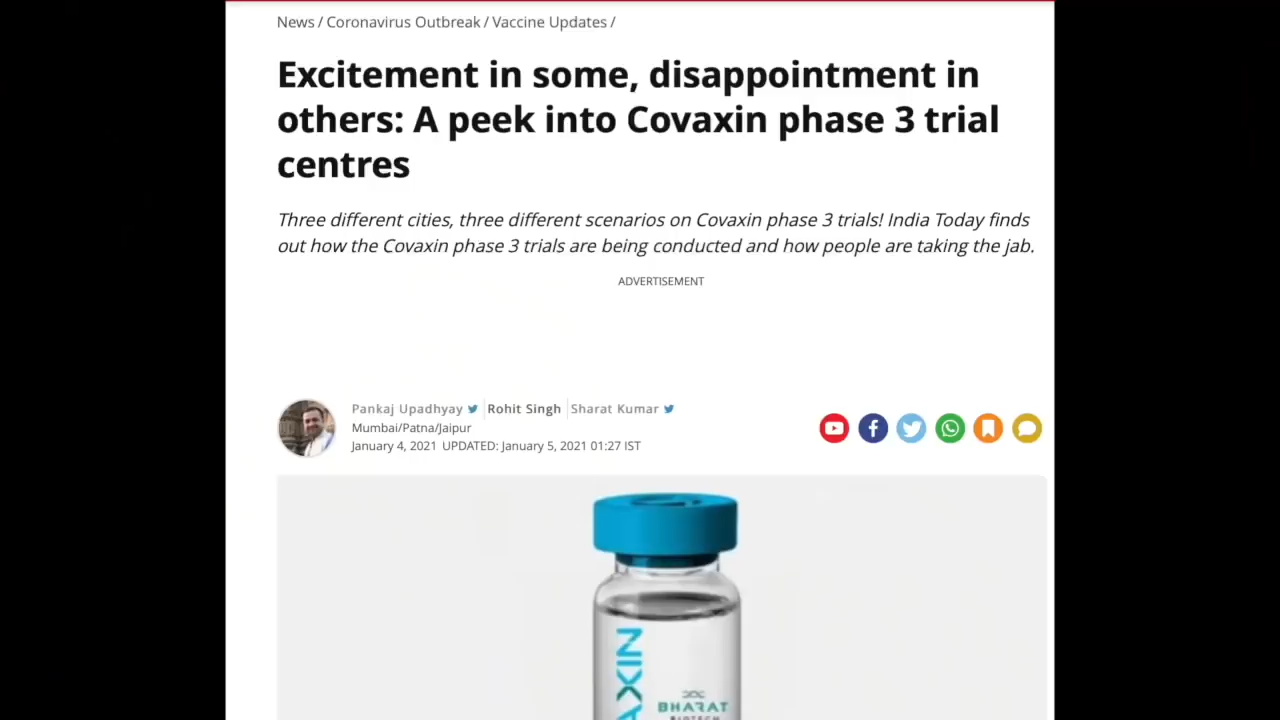 News / Coronavirus Outbreak / Vaccine Updates /
Excitement in some, disappointment in
others: A peek into Covaxin phase 3 trial
centres
Three different cities, three different scenarios on Covaxin phase 3 trials! India Today finds
out how the Covaxin phase 3 trials are being conducted and how people are taking the jab.
ADVERTISEMENT
Pankaj Upadhyay Rohit Singh Sharat Kumar
Mumbai/Patna/Jaipur
January 4, 2021 UPDATED: January 5, 2021 01:27 IST
AXIN
BHARAT
BIOTECH